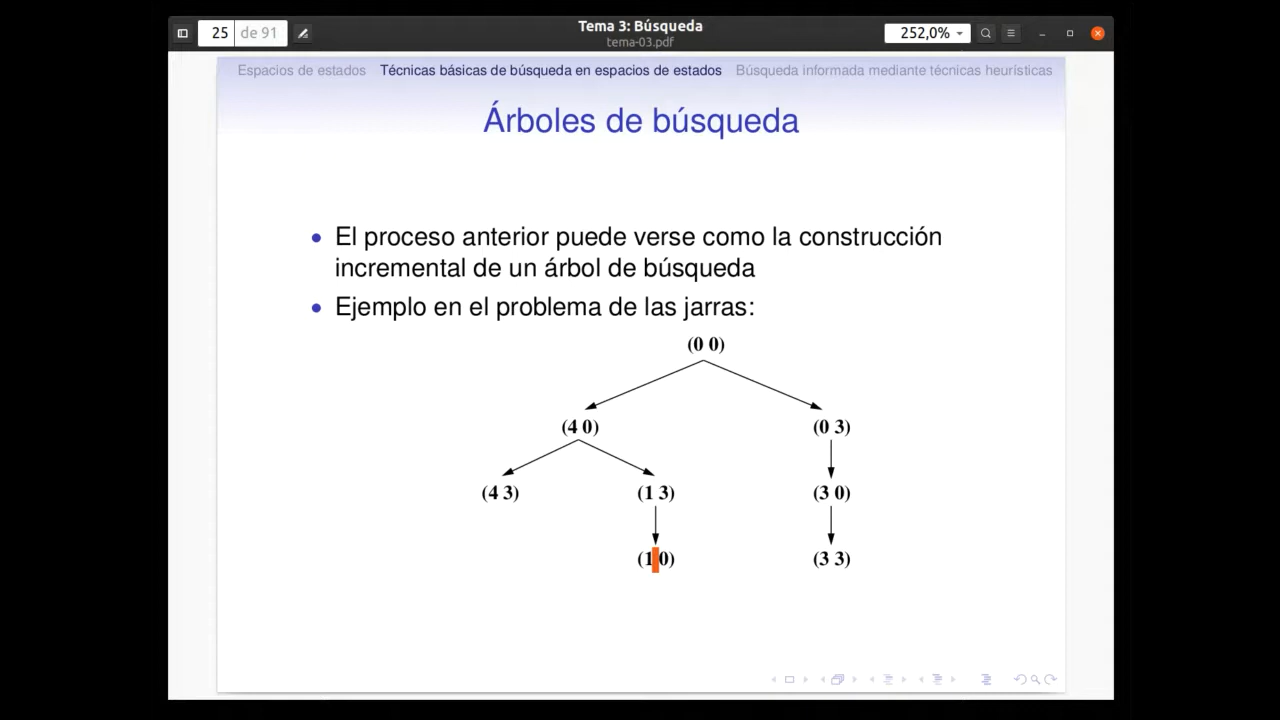 25 de 91
Tema 3: Búsqueda
tema-03.pdf
252,0%
Espacios de estados Técnicas básicas de búsqueda en espacios de estados Búsqueda informada mediante técnicas heurísticas
Árboles de búsqueda
• El proceso anterior puede verse como la construcción
incremental de un árbol de búsqueda
• Ejemplo en el problema de las jarras:
(0 0)
(4 0) (0 3)
(4 3) (1 3) (3 0)
(1 0) (3 3)